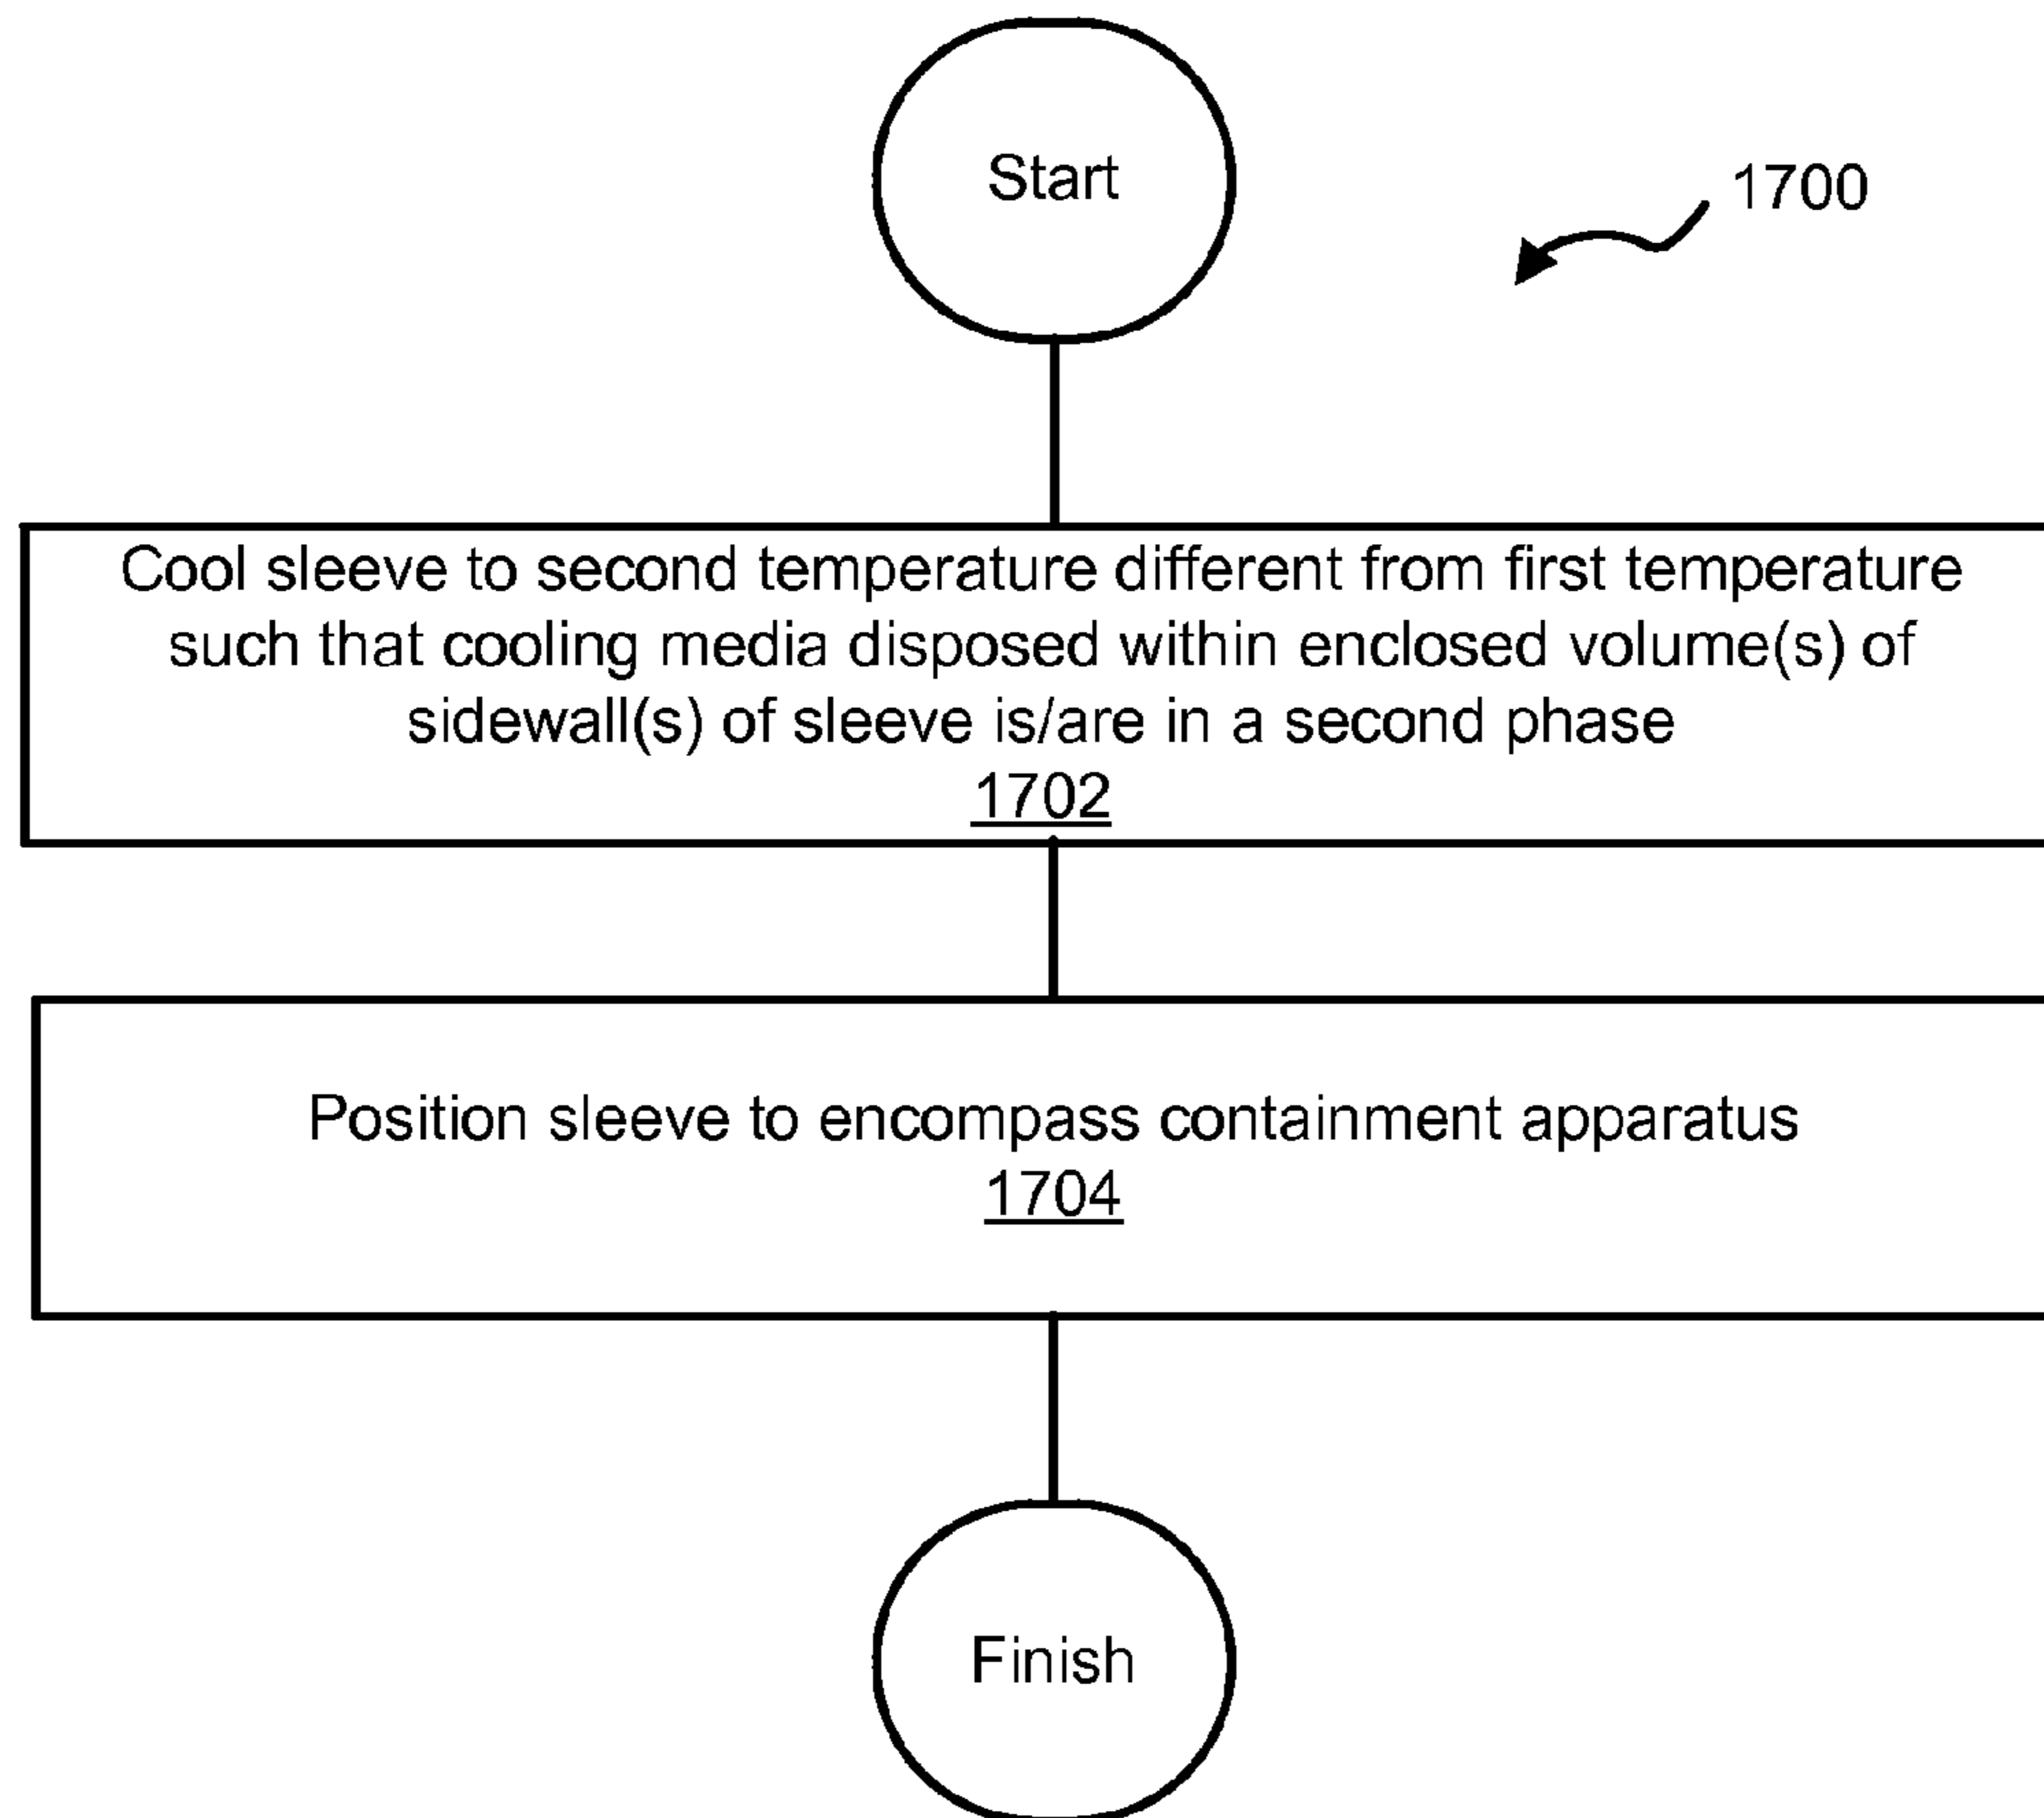 Start
1700
Cool sleeve to second temperature different from first temperature
such that cooling media disposed within enclosed volume(s) of
sidewall(s) of sleeve is/are in a second phase
1702
Position sleeve to encompass containment apparatus
1704
Finish